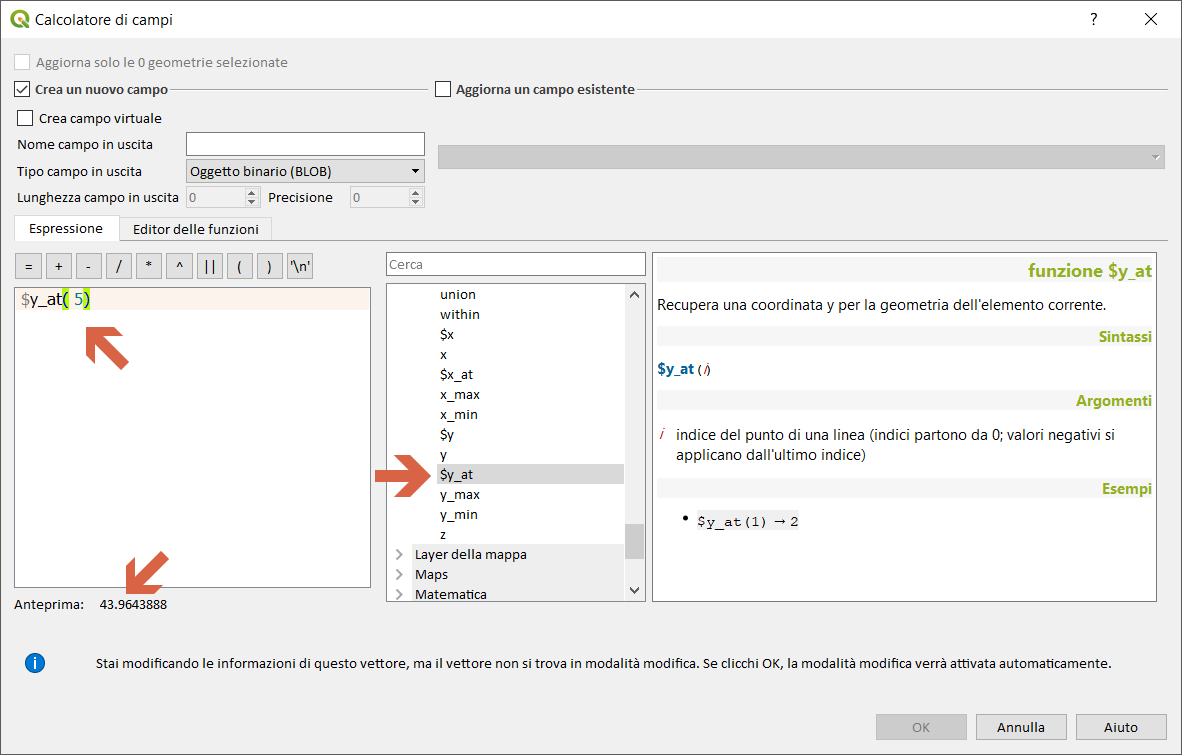 Calcolatore di campi
?
Aggiorna solo le 0 geometrie selezionate
Crea un nuovo campo
Aggiorna un campo esistente
Crea campo virtuale
Nome campo in uscita
Tipo campo in uscita
Oggetto binario (BLOB)
Lunghezza campo in uscita
0
Precisione
0
Espressione
Editor delle funzioni
= + - / * ^ || ( ) '\n'
$y_at( 5)
Anteprima: 43.9643888
Cerca
union
within
$x
x
$x_at
x_max
x_min
$y
y
$y_at
y_max
y_min
z
Layer della mappa
Maps
Matematica
funzione $y_at
Recupera una coordinata y per la geometria dell'elemento corrente.
Sintassi
$y_at (i)
Argomenti
i indice del punto di una linea (indici partono da 0; valori negativi si
applicano dall'ultimo indice)
Esempi
• $y_at(1) → 2
i
Stai modificando le informazioni di questo vettore, ma il vettore non si trova in modalità modifica. Se clicchi OK, la modalità modifica verrà attivata automaticamente.
OK
Annulla
Aiuto